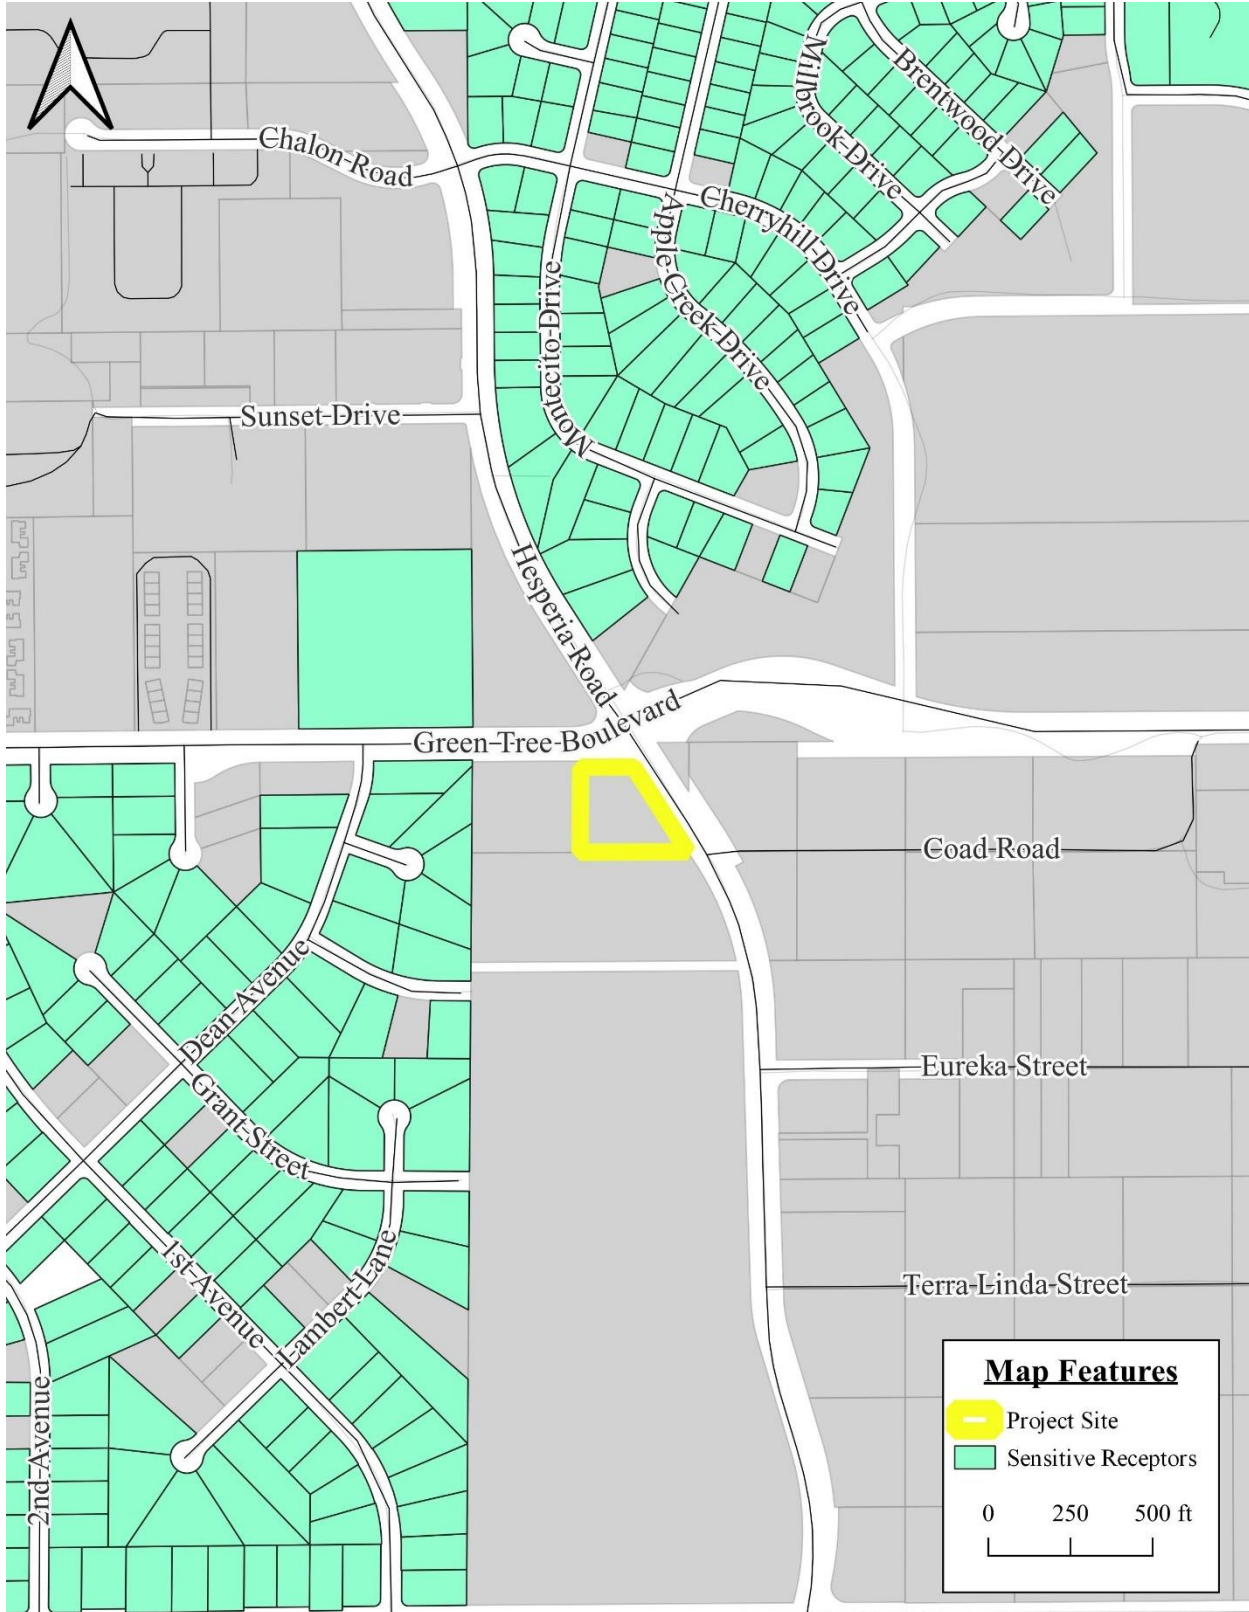 Millbrook Drive
Brentwood Drive
Chalon Road
Cherryhill Drive
Apple Creek Drive
Montecito Drive
Sunset Drive
Hesperia Road
Green Tree Boulevard
Coad Road
Dean Avenue
Eureka Street
Grant Street
1st Avenue
Lambert Lane
Terra Linda Street
2nd Avenue
Map Features
Project Site
Sensitive Receptors
0 250 500 ft